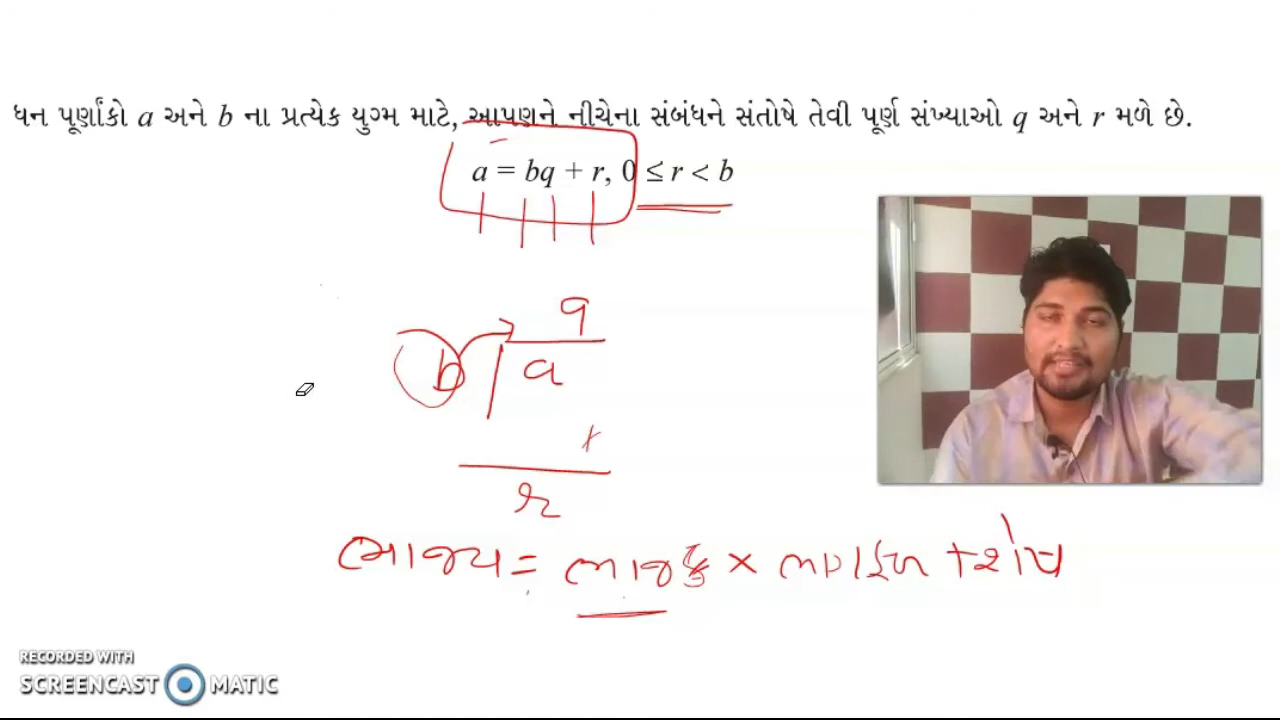 ધન પૂર્ણાંકો a અને b ના પ્રત્યેક યુગ્મ માટે, આપણને નીચેના સંબંધને સંતોષે તેવી પૂર્ણ સંખ્યાઓ q અને r મળે છે.
a = bq + r, 0 ≤ r < b
q
b a
r
ભાજ્ય = ભાજક × ભાગફળ + શેષ
RECORDED WITH
SCREENCAST MATIC